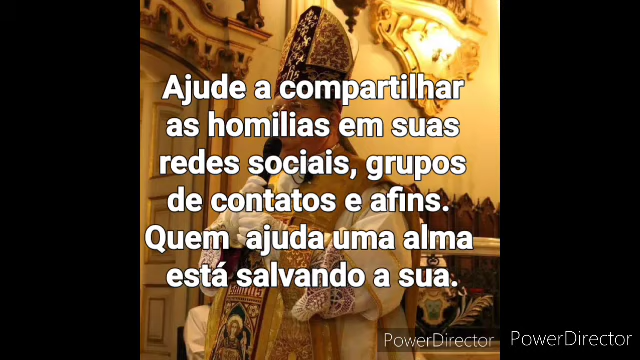 Ajude a compartilhar
as homilias em suas
redes sociais, grupos
de contatos e afins.
Quem ajuda uma alma
está salvando a sua.
PowerDirector
PowerDirector